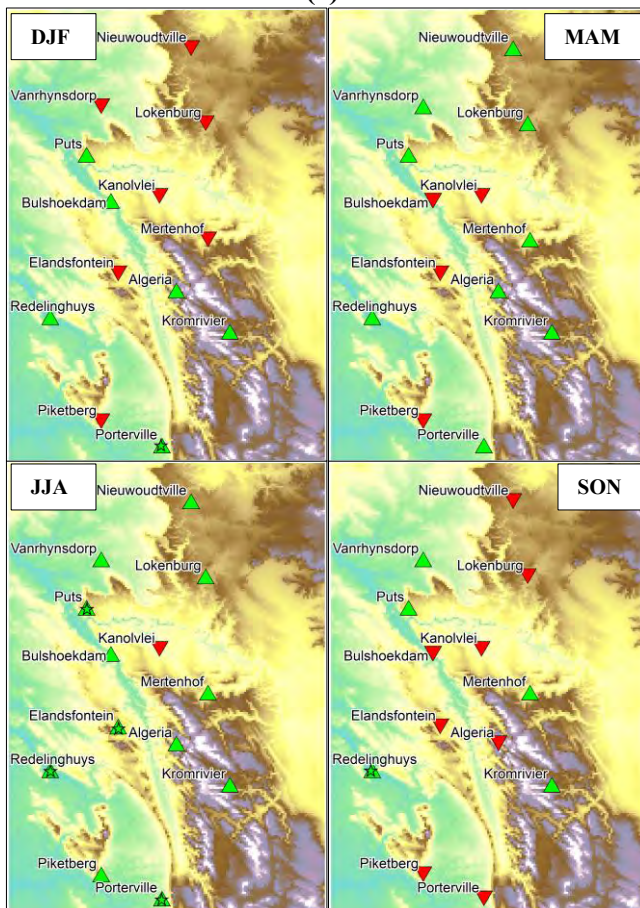 DJF
Nieuwoudtville
Vanrhynsdorp
Lokenburg
Puts
Kanolvlei
Bulshoekdam
Mertenhof
Elandsfontein
Algeria
Redelinghuys
Kromrivier
Piketberg
Porterville
MAM
Nieuwoudtville
Vanrhynsdorp
Lokenburg
Puts
Kanolvlei
Bulshoekdam
Mertenhof
Elandsfontein
Algeria
Redelinghuys
Kromrivier
Piketberg
Porterville
JJA
Nieuwoudtville
Vanrhynsdorp
Lokenburg
Puts
Kanolvlei
Bulshoekdam
Mertenhof
Elandsfontein
Algeria
Redelinghuys
Kromrivier
Piketberg
Porterville
SON
Nieuwoudtville
Vanrhynsdorp
Lokenburg
Puts
Kanolvlei
Bulshoekdam
Mertenhof
Elandsfontein
Algeria
Redelinghuys
Kromrivier
Piketberg
Porterville